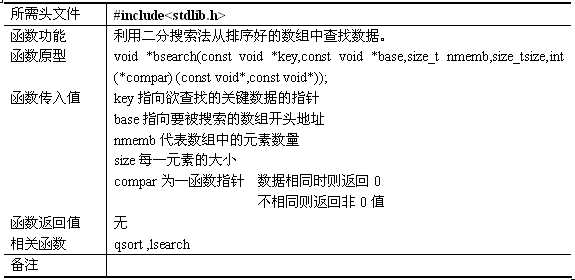 所需头文件 #include<stdlib.h>
函数功能 利用二分搜索法从排序好的数组中查找数据。
函数原型 void *bsearch(const void *key,const void *base,size_t nmemb,size_tsize,int
(*compar) (const void*,const void*));
函数传入值 key 指向欲查找的关键数据的指针
base 指向要被搜索的数组开头地址
nmemb 代表数组中的元素数量
size 每一元素的大小
compar 为一函数指针 数据相同时则返回 0
不相同则返回非 0 值
函数返回值 无
相关函数 qsort ,lsearch
备注